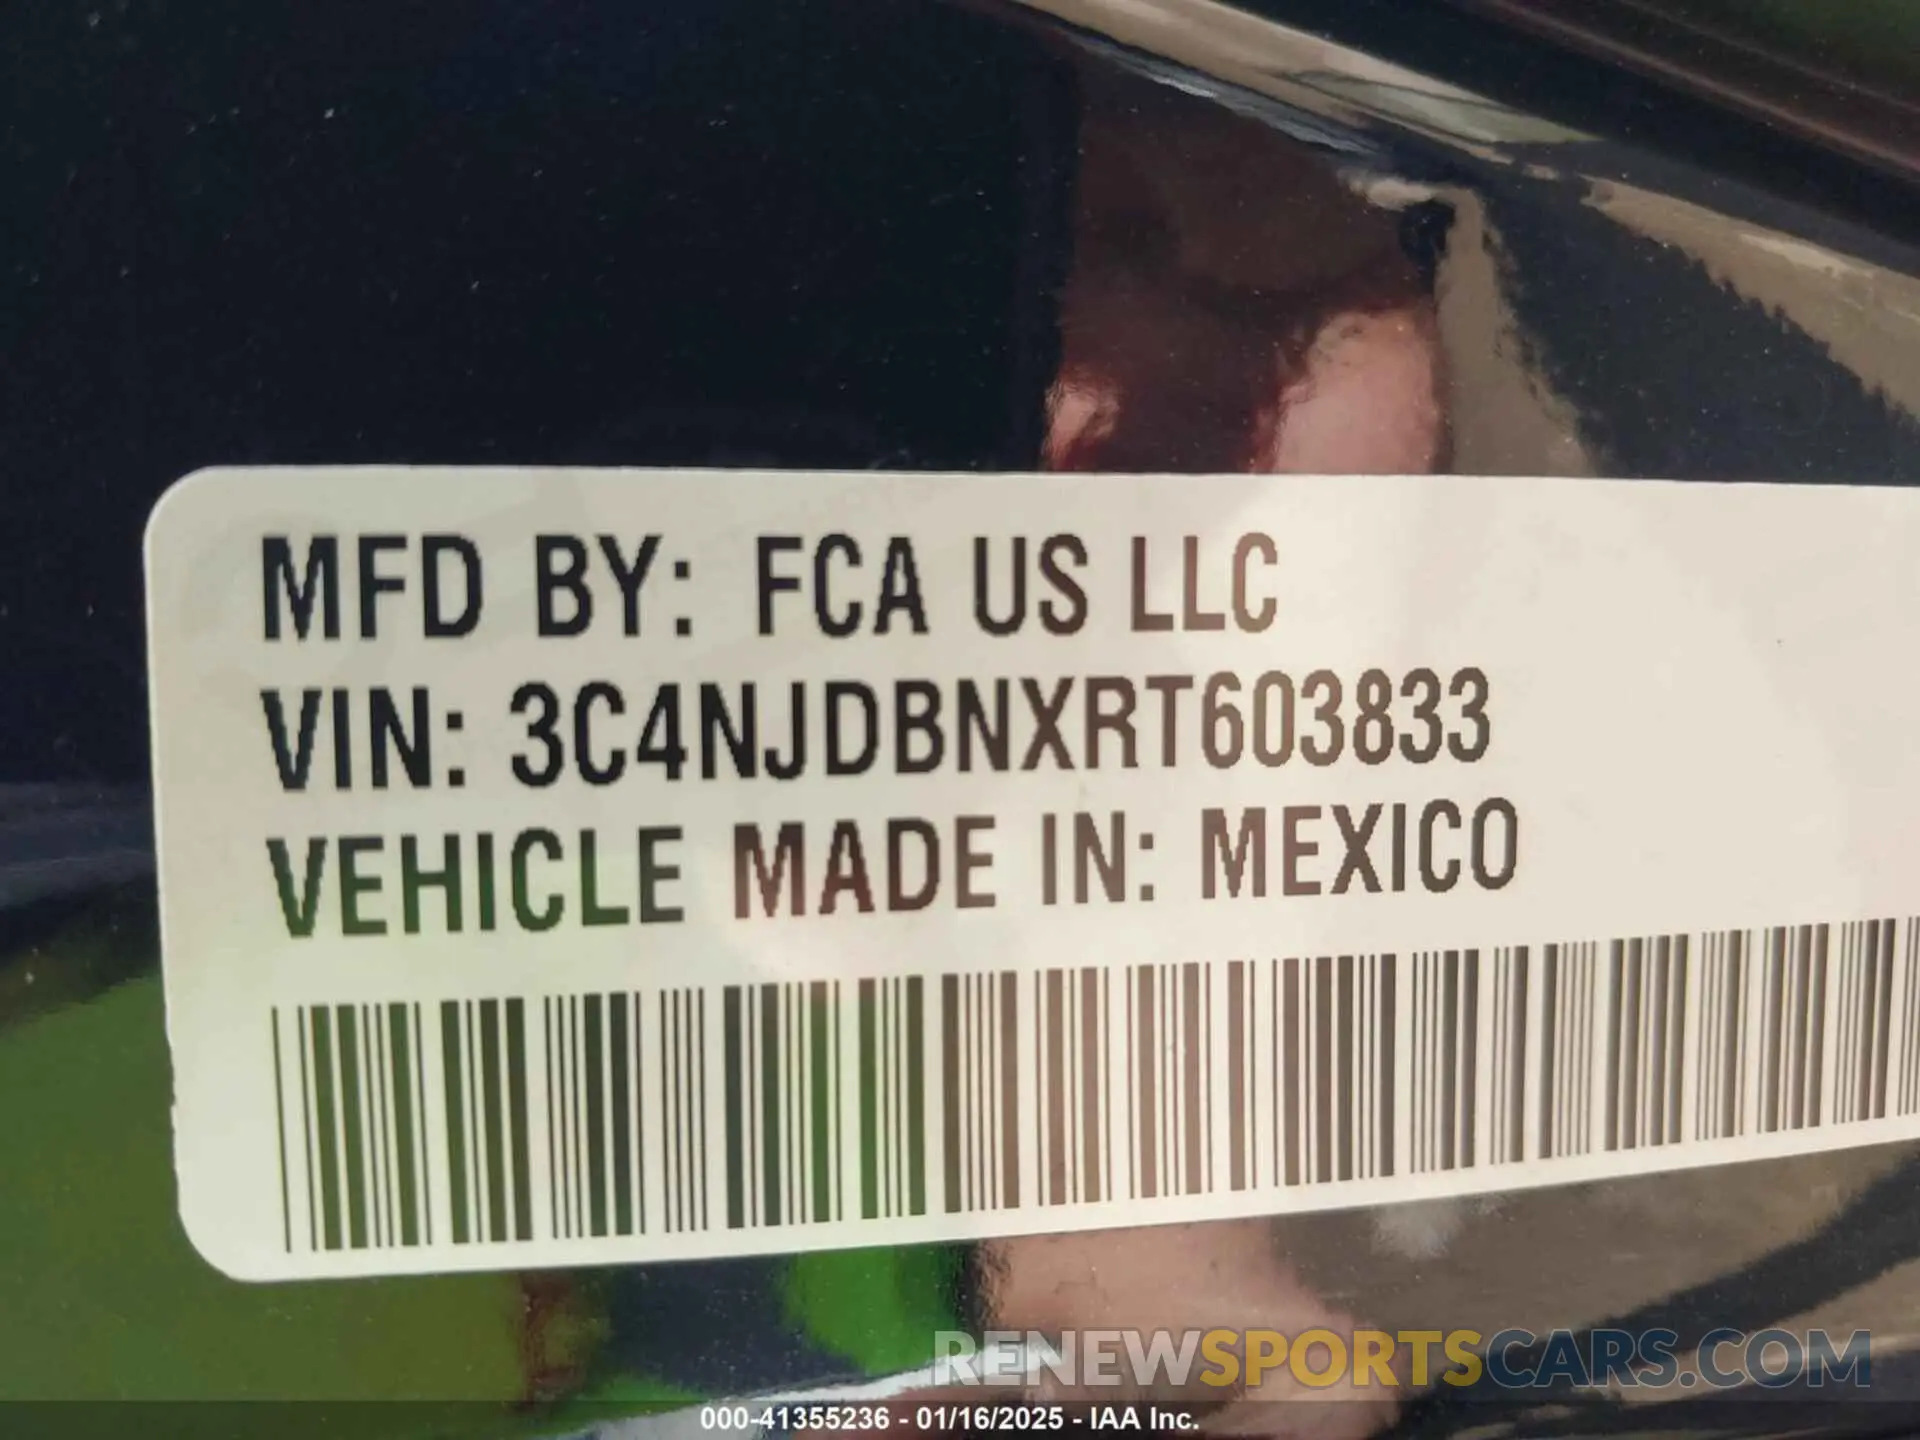 MFD BY: FCA US LLC
VIN: 3C4NJDBNXRT603833
VEHICLE MADE IN: MEXICO
RENEWSPORTSCARS.COM
000-41355236 - 01/16/2025 - IAA Inc.